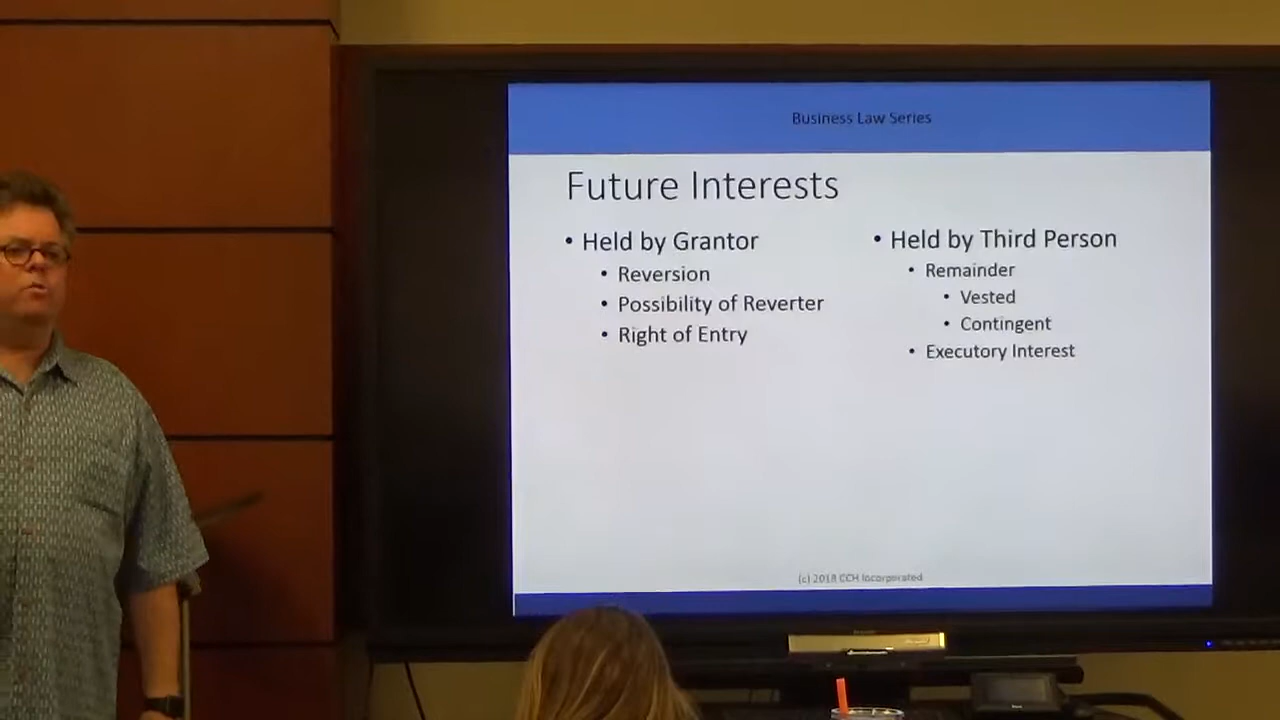 Business Law Series
Future Interests
• Held by Grantor
• Reversion
• Possibility of Reverter
• Right of Entry
• Held by Third Person
• Remainder
• Vested
• Contingent
• Executory Interest
(c) 2018 CCH Incorporated